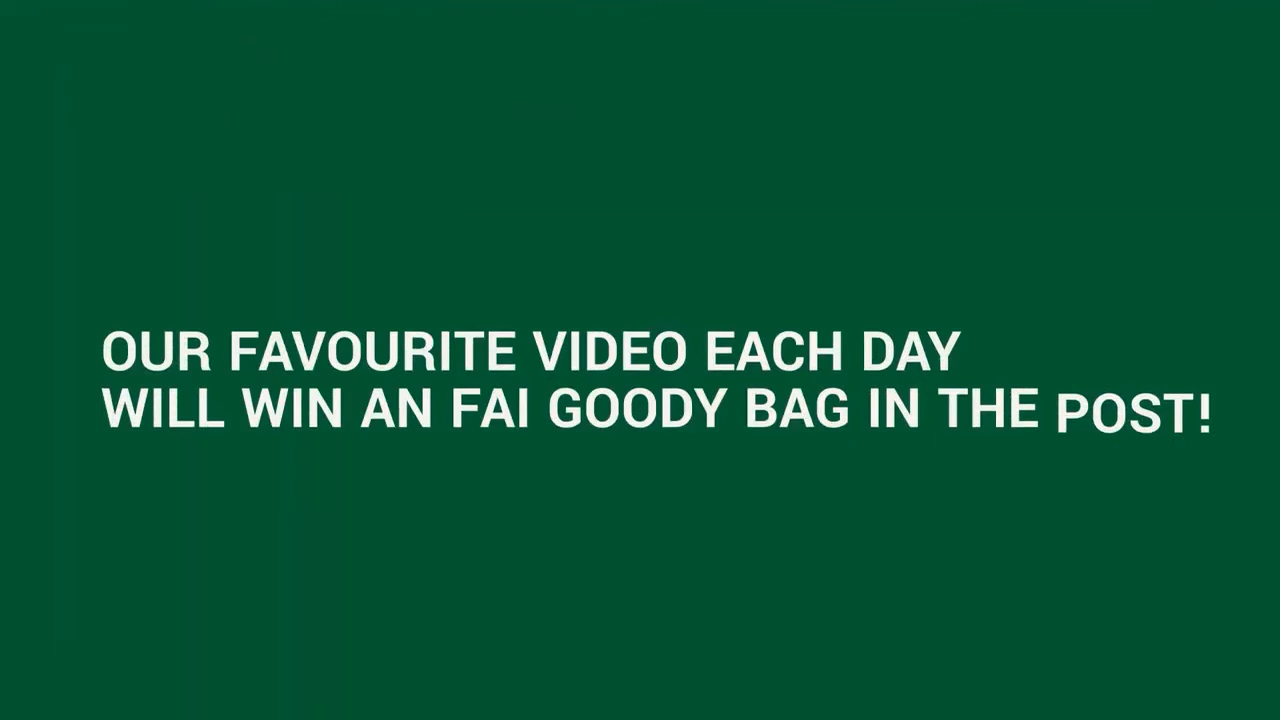 OUR FAVOURITE VIDEO EACH DAY
WILL WIN AN FAI GOODY BAG IN THE POST!